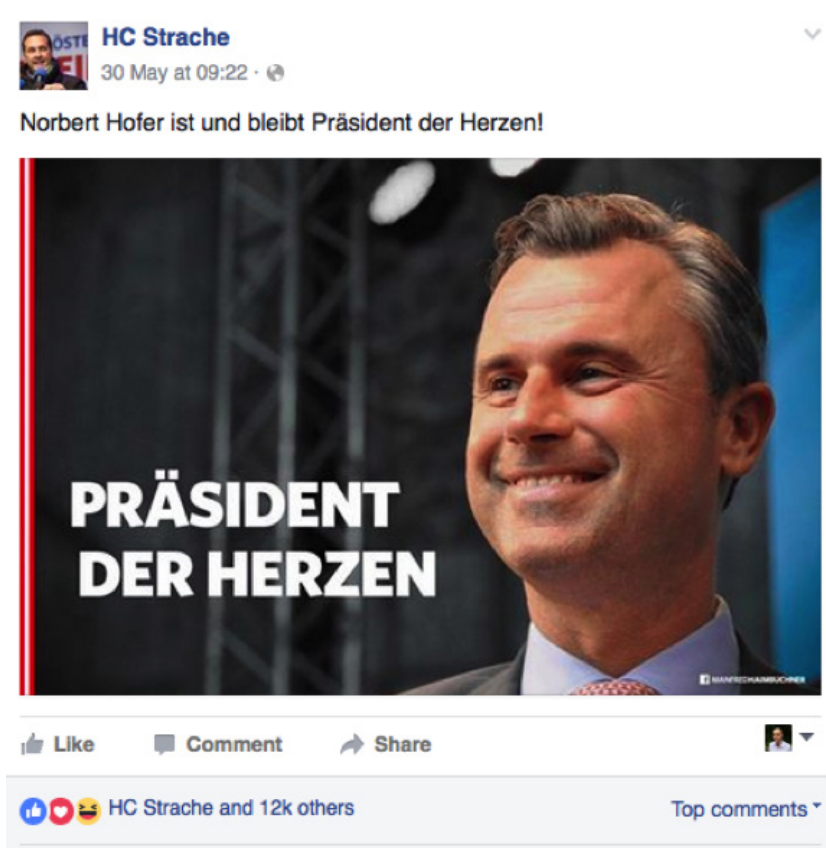 HC Strache
30 May at 09:22 ·
Norbert Hofer ist und bleibt Präsident der Herzen!
PRÄSIDENT
DER HERZEN
MANFREDHAIMBUCHNER
Like Comment Share
HC Strache and 12k others Top comments